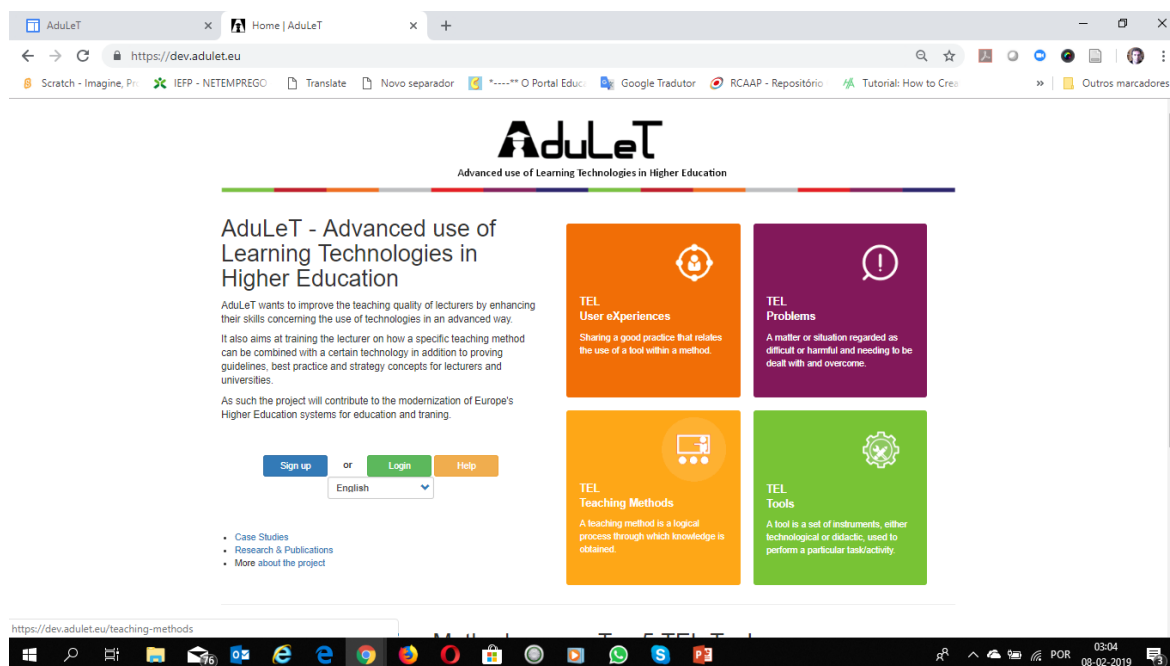 AduLeT
Home | AduLeT
https://dev.adulet.eu
Scratch - Imagine, Pr
IEFP - NETEMPREGO
Translate
Novo separador
*----** O Portal Educ
Google Tradutor
RCAAP - Repositório
Tutorial: How to Crea
»
Outros marcadores
AduLeT
Advanced use of Learning Technologies in Higher Education
AduLeT - Advanced use of
Learning Technologies in
Higher Education
AduLeT wants to improve the teaching quality of lecturers by enhancing
their skills concerning the use of technologies in an advanced way.
It also aims at training the lecturer on how a specific teaching method
can be combined with a certain technology in addition to proving
guidelines, best practice and strategy concepts for lecturers and
universities.
As such the project will contribute to the modernization of Europe's
Higher Education systems for education and traning.
Sign up or Login Help
English
Case Studies
Research & Publications
More about the project
TEL
User eXperiences
Sharing a good practice that relates
the use of a tool within a method.
TEL
Problems
A matter or situation regarded as
difficult or harmful and needing to be
dealt with and overcome.
TEL
Teaching Methods
A teaching method is a logical
process through which knowledge is
obtained.
TEL
Tools
A tool is a set of instruments, either
technological or didactic, used to
perform a particular task/activity.
https://dev.adulet.eu/teaching-methods
76
POR
03:04
08-02-2019
3